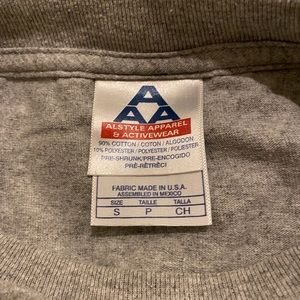 A
A A
ALSTYLE APPAREL
& ACTIVEWEAR
90% COTTON / COTON / ALGODON
10% POLYESTER / POLYESTER / POLIESTER
PRE-SHRUNK/PRE-ENCOGIDO
PRÉ-RÉTRÉCI
FABRIC MADE IN U.S.A.
ASSEMBLED IN MEXICO
SIZE TAILLE TALLA
S P CH